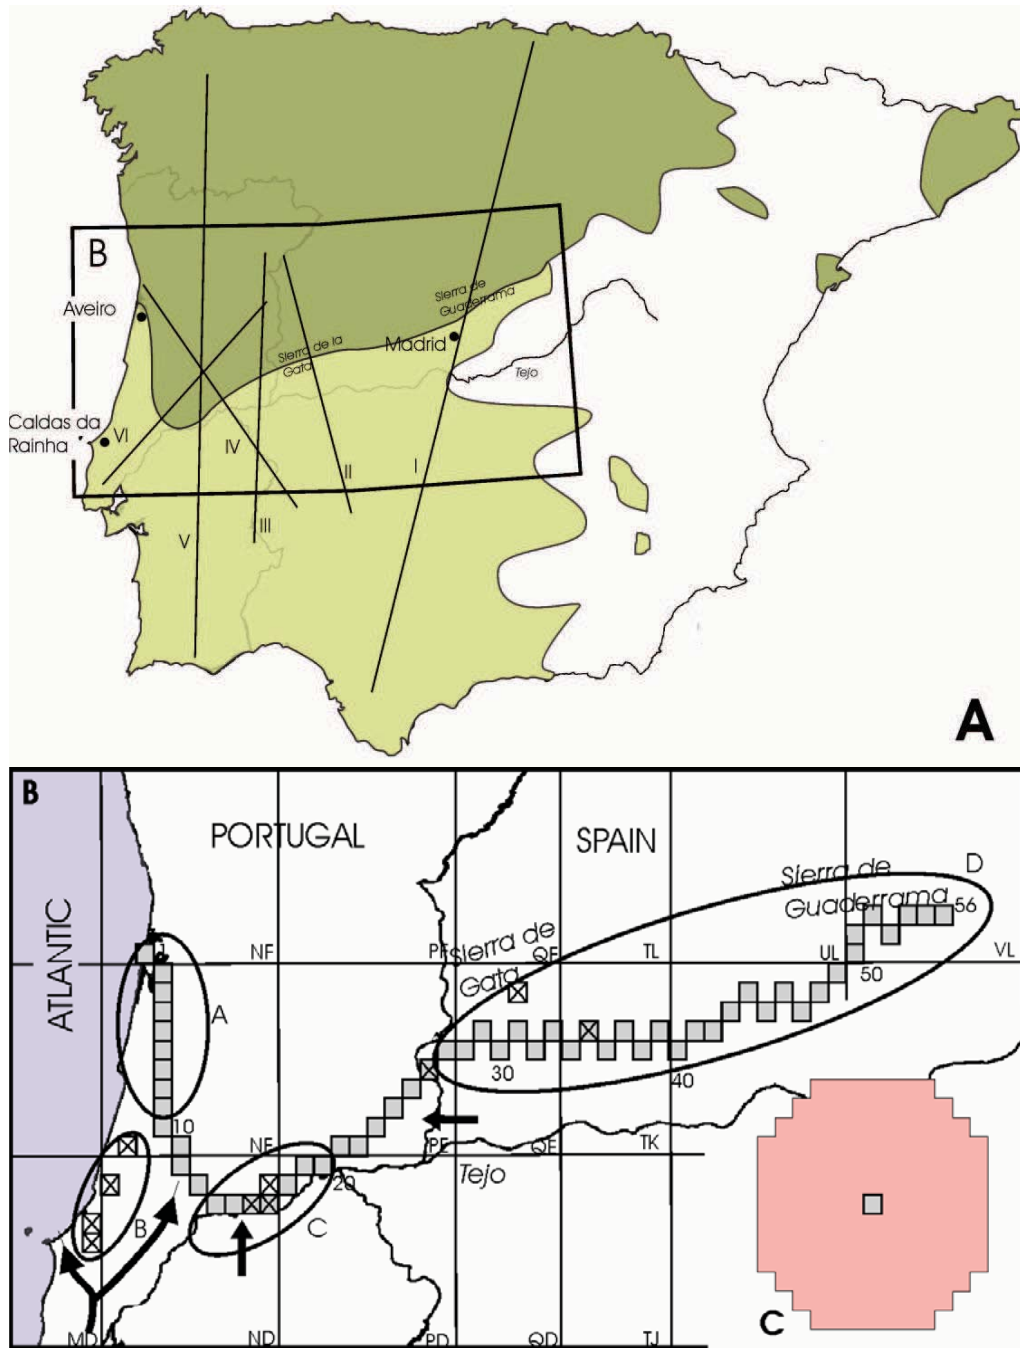 B
Aveiro
Sierra de
Guaderrama
Sierra de la
Gata
Madrid
Tejo
Caldas da
Rainha
VI
IV
II
I
III
V
A
B
PORTUGAL
SPAIN
ATLANTIC
Sierra de
Guaderrama
D
56
Sierra de
Gata
1
NF
PF
QF
TL
UL
VL
50
A
30
40
10
NE
PE
QE
TK
Tejo
20
B
C
C
MD
ND
PD
QD
TJ